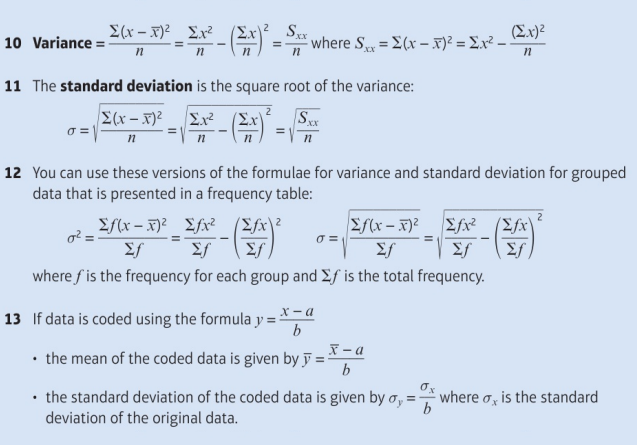 10 Variance = Σ(x − x̅)²/n = Σx²/n − (Σx/n)² = Sₓₓ/n where Sₓₓ = Σ(x − x̅)² = Σx² − (Σx)²/n
11 The standard deviation is the square root of the variance:
σ = √(Σ(x − x̅)²/n) = √(Σx²/n − (Σx/n)²) = √(Sₓₓ/n)
12 You can use these versions of the formulae for variance and standard deviation for grouped
data that is presented in a frequency table:
σ² = Σf(x − x̅)²/Σf = Σfx²/Σf − (Σfx/Σf)² σ = √(Σf(x − x̅)²/Σf) = √(Σfx²/Σf − (Σfx/Σf)²)
where f is the frequency for each group and Σf is the total frequency.
13 If data is coded using the formula y = (x − a)/b
• the mean of the coded data is given by y̅ = (x̅ − a)/b
• the standard deviation of the coded data is given by σᵧ = σₓ/b where σₓ is the standard
deviation of the original data.